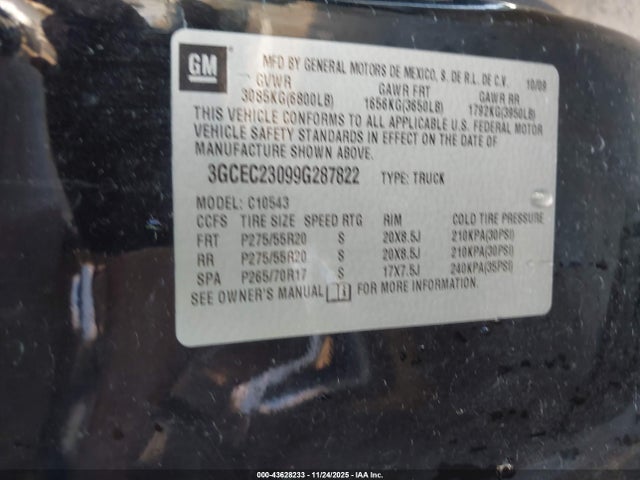 GM
MFD BY GENERAL MOTORS DE MEXICO, S. DE R.L. DE C.V. 10/08
GVWR GAWR FRT GAWR RR
3085KG(6800LB) 1656KG(3650LB) 1792KG(3950LB)
THIS VEHICLE CONFORMS TO ALL APPLICABLE U.S. FEDERAL MOTOR
VEHICLE SAFETY STANDARDS IN EFFECT ON THE DATE OF
MANUFACTURE SHOWN ABOVE.
3GCEC23099G287822 TYPE: TRUCK
MODEL: C10543
CCFS TIRE SIZE SPEED RTG RIM COLD TIRE PRESSURE
FRT P275/55R20 S 20X8.5J 210KPA(30PSI)
RR P275/55R20 S 20X8.5J 210KPA(30PSI)
SPA P265/70R17 S 17X7.5J 240KPA(35PSI)
SEE OWNER'S MANUAL i FOR MORE INFORMATION.
000-43628233 - 11/24/2025 - IAAI.com